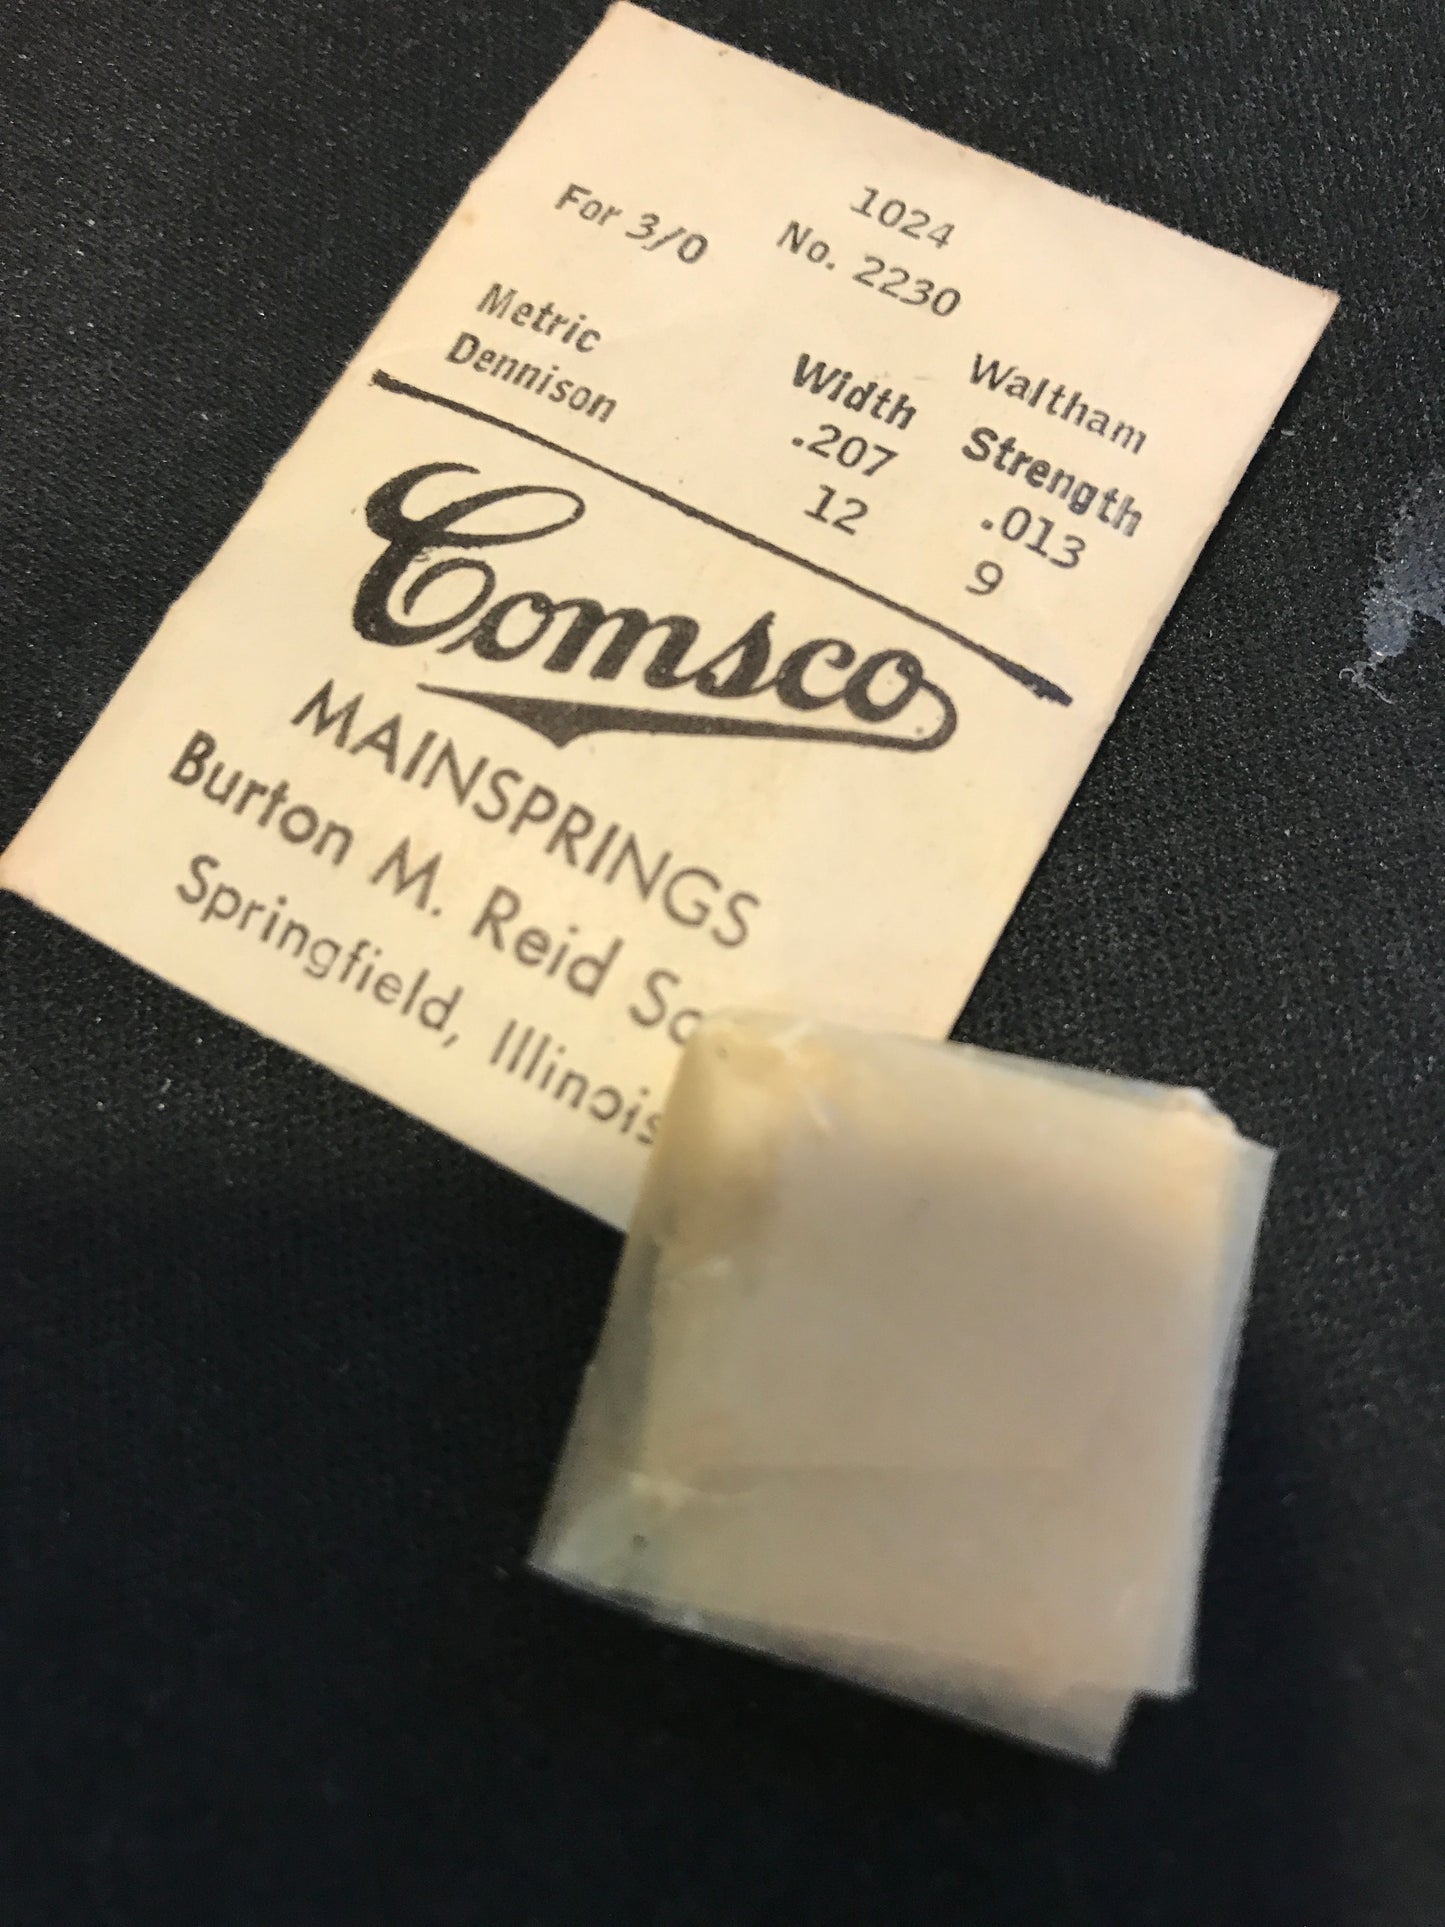 1024
For 3/0 No. 2230 Waltham
Width Strength
Metric .207 .013
Dennison 12 9
Comsco
MAINSPRINGS
Burton M. Reid
Springfield, Illinois